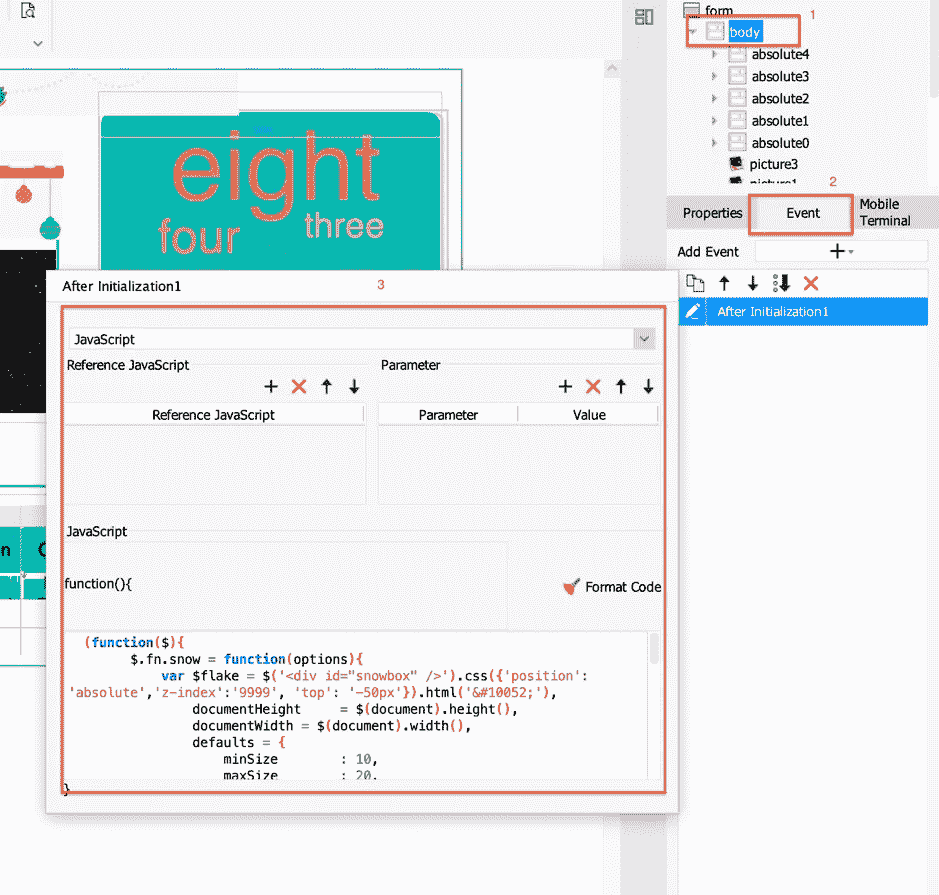 form
1
body
absolute4
absolute3
absolute2
absolute1
absolute0
picture3
picture1
2
Properties
Event
Mobile
Terminal
Add Event
After Initialization1
eight
four
three
After Initialization1
3
JavaScript
Reference JavaScript
Parameter
Reference JavaScript
Parameter
Value
JavaScript
function(){
Format Code
(function($){
$.fn.snow = function(options){
var $flake = $('<div id="snowbox" />').css({'position':
'absolute','z-index':'9999', 'top': '-50px'}).html('&#10052;'),
documentHeight = $(document).height(),
documentWidth = $(document).width(),
defaults = {
minSize : 10,
maxSize : 20,
}
n